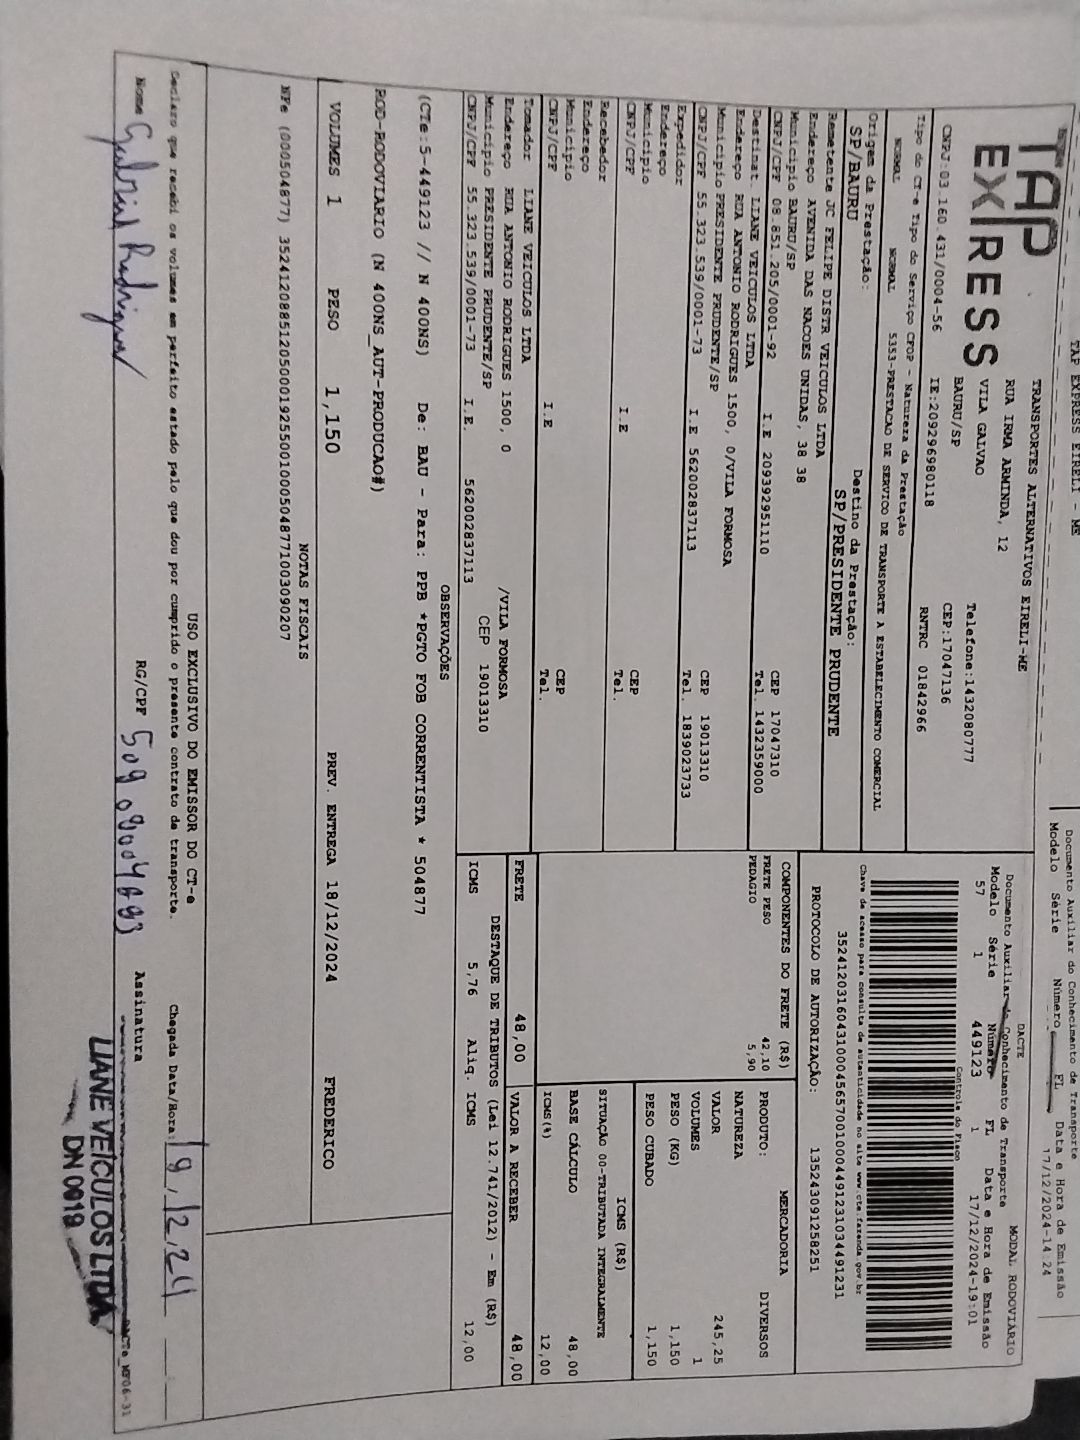 TAP EXPRESS EIRELI - ME
Documento Auxiliar do Conhecimento de Transporte
Modelo Série Número FL Data e Hora de Emissão
17/12/2024-14:24
TAP
EXPRESS
TRANSPORTES ALTERNATIVOS EIRELI-ME
RUA IRMA ARMINDA, 12
VILA GALVAO
BAURU/SP
Telefone:1432080777
CEP:17047136
CNPJ:03.160.431/0004-56 IE:209296980118 RNTRC 01842966
DACTE MODAL RODOVIÁRIO
Documento Auxiliar do Conhecimento de Transporte
Modelo Série Número FL Data e Hora de Emissão
57 1 449123 1 17/12/2024-19:01
Controle do Fisco
Chave de acesso para consulta de autenticidade no site www.cte.fazenda.gov.br
35241203160431000456570010004491231034491231
PROTOCOLO DE AUTORIZAÇÃO: 135243091258251
Tipo do CT-e Tipo do Serviço CFOP - Natureza da Prestação
NORMAL NORMAL 5353-PRESTACAO DE SERVICO DE TRANSPORTE A ESTABELECIMENTO COMERCIAL
Origem da Prestação: Destino da Prestação:
SP/BAURU SP/PRESIDENTE PRUDENTE
Remetente JC FELIPE DISTR VEICULOS LTDA
Endereço AVENIDA DAS NACOES UNIDAS, 38 38
Municipio BAURU/SP CEP 17047310
CNPJ/CPF 08.851.205/0001-92 I.E 209392951110 Tel. 1432359000
Destinat. LIANE VEICULOS LTDA
Endereço RUA ANTONIO RODRIGUES 1500, 0/VILA FORMOSA
Municipio PRESIDENTE PRUDENTE/SP CEP 19013310
CNPJ/CPF 55.323.539/0001-73 I.E 562002837113 Tel. 1839023733
Expedidor
Endereço
Municipio CEP
CNPJ/CPF I.E Tel.
Recebedor
Endereço
Municipio CEP
CNPJ/CPF I.E Tel.
Tomador LIANE VEICULOS LTDA
Endereço RUA ANTONIO RODRIGUES 1500, 0 /VILA FORMOSA
Municipio PRESIDENTE PRUDENTE/SP CEP 19013310
CNPJ/CPF 55.323.539/0001-73 I.E. 562002837113
COMPONENTES DO FRETE (R$)
FRETE PESO 42,10
PEDAGIO 5,90
MERCADORIA
PRODUTO: DIVERSOS
NATUREZA
VALOR 245,25
VOLUMES 1
PESO (KG) 1,150
PESO CUBADO 1,150
ICMS (R$)
SITUAÇÃO 00-TRIBUTADA INTEGRALMENTE
BASE CÁLCULO 48,00
ICMS(%) 12,00
FRETE 48,00 VALOR A RECEBER 48,00
DESTAQUE DE TRIBUTOS (Lei 12.741/2012) - Em (R$)
ICMS 5,76 Aliq. ICMS 12,00
OBSERVAÇÕES
(CTe:5-449123 // N 400NS) De: BAU - Para: PPB *PGTO FOB CORRENTISTA * 504877
ROD-RODOVIARIO (N 400NS_AUT-PRODUCAO#)
VOLUMES 1 PESO 1,150 PREV. ENTREGA 18/12/2024 FREDERICO
NOTAS FISCAIS
NFe (000504877) 35241208851205000192550010005048771003090207
USO EXCLUSIVO DO EMISSOR DO CT-e
Declaro que recebi os volumes em perfeito estado pelo que dou por cumprido o presente contrato de transporte. Chegada Data/Hora: 19/12/24
Nome Gabriel Rodrigues RG/CPF Assinatura
LIANE VEÍCULOS LTDA
DN 0019